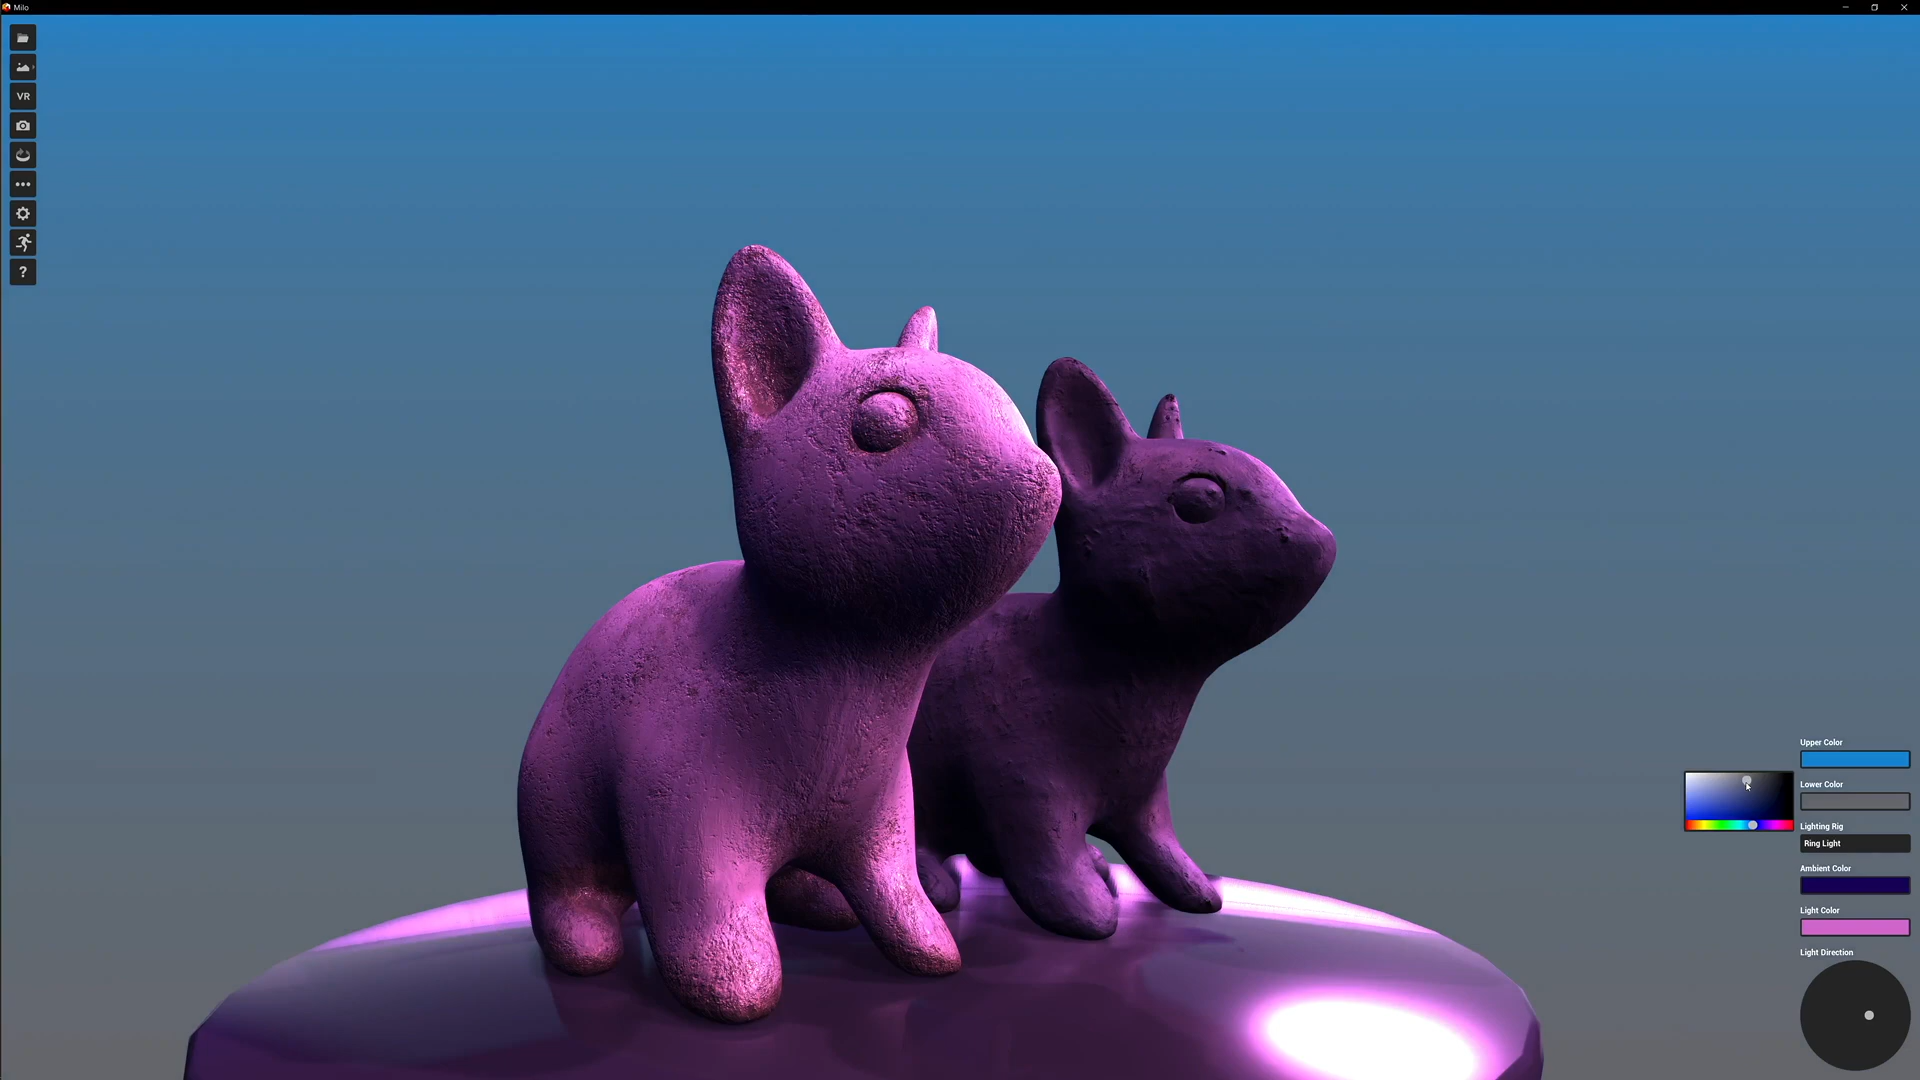 Milo
VR
?
Upper Color
Lower Color
Lighting Rig
Ring Light
Ambient Color
Light Color
Light Direction